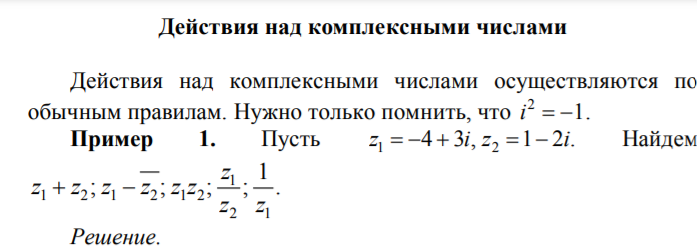 Действия над комплексными числами
Действия над комплексными числами осуществляются по
обычным правилам. Нужно только помнить, что $i^2 = -1$.
Пример 1. Пусть $z_1 = -4 + 3i, z_2 = 1 - 2i.$ Найдем
$z_1 + z_2; z_1 - \overline{z_2}; z_1 z_2; \frac{z_1}{z_2}; \frac{1}{z_1}.$
Решение.